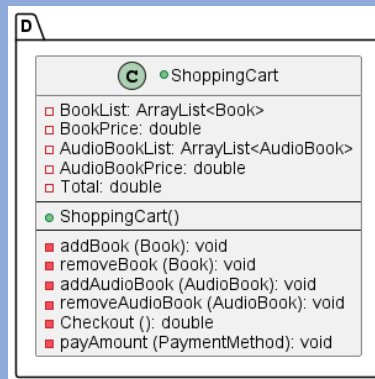 D
C ShoppingCart
BookList: ArrayList<Book>
BookPrice: double
AudioBookList: ArrayList<AudioBook>
AudioBookPrice: double
Total: double
ShoppingCart()
addBook (Book): void
removeBook (Book): void
addAudioBook (AudioBook): void
removeAudioBook (AudioBook): void
Checkout (): double
payAmount (PaymentMethod): void